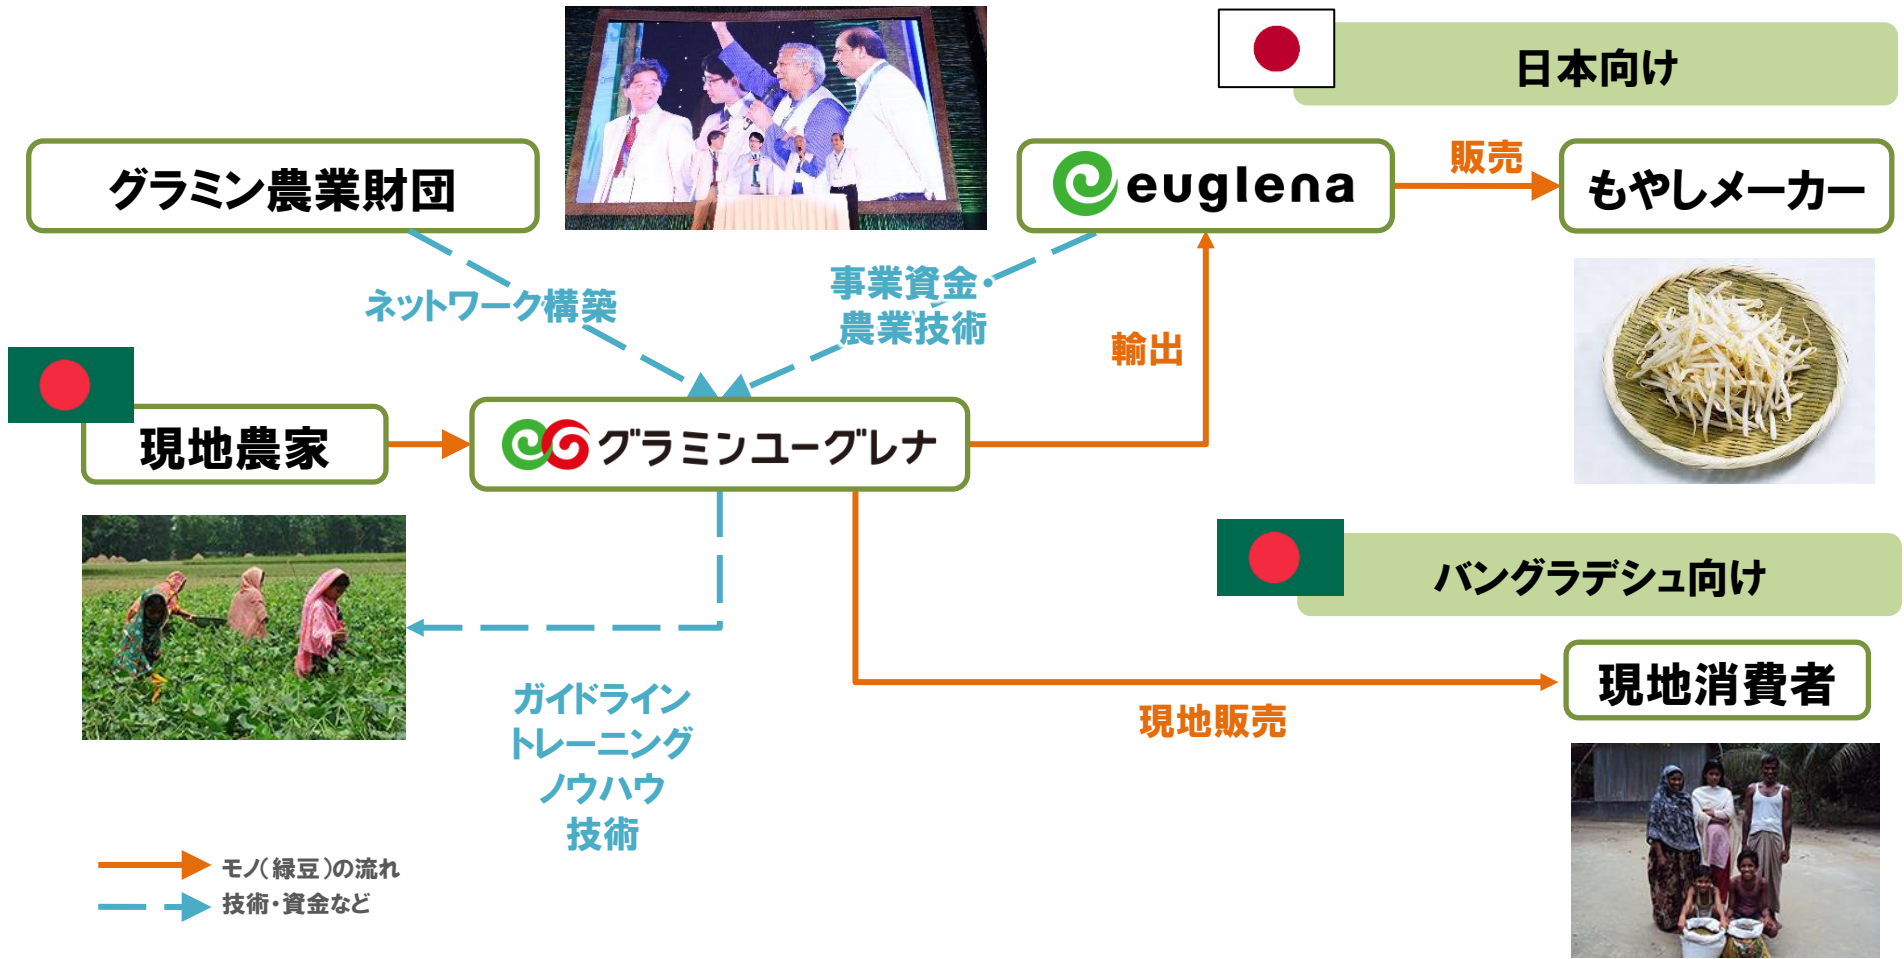 日本向け
グラミン農業財団
euglena
販売
もやしメーカー
ネットワーク構築
事業資金・
農業技術
輸出
現地農家
グラミンユーグレナ
バングラデシュ向け
現地消費者
現地販売
ガイドライン
トレーニング
ノウハウ
技術
モノ(緑豆)の流れ
技術・資金など